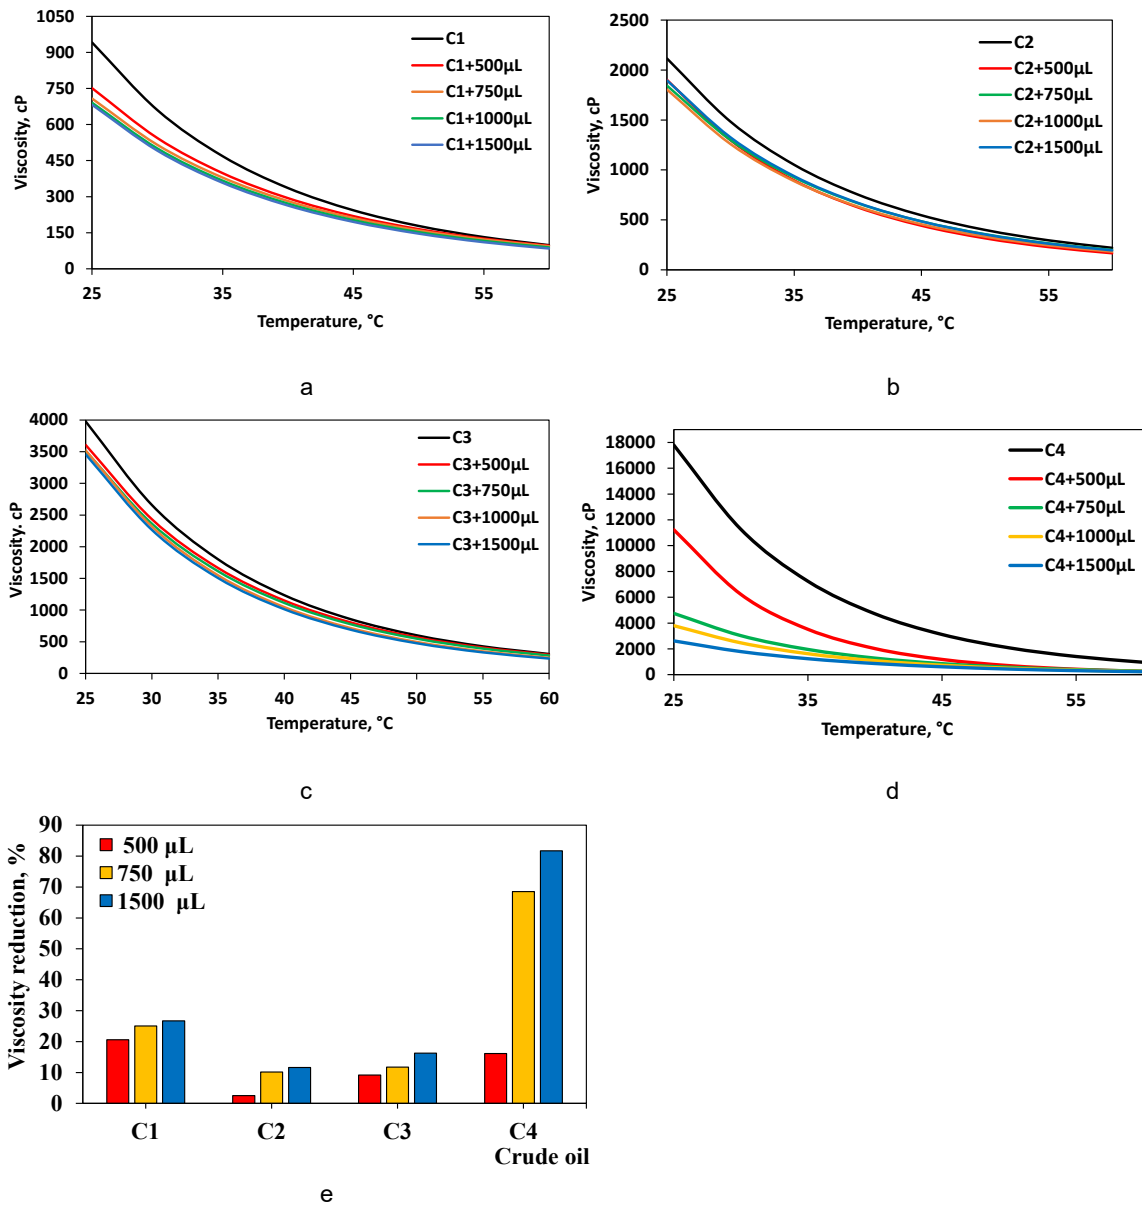 1050
900
750
600
450
300
150
0
Viscosity, cP
C1
C1+500μL
C1+750μL
C1+1000μL
C1+1500μL
25
35
45
55
Temperature, °C
a
2500
2000
1500
1000
500
0
Viscosity, cP
C2
C2+500μL
C2+750μL
C2+1000μL
C2+1500μL
25
35
45
55
Temperature, °C
b
4000
3500
3000
2500
2000
1500
1000
500
0
Viscosity. cP
C3
C3+500μL
C3+750μL
C3+1000μL
C3+1500μL
25
30
35
40
45
50
55
60
Temperature, °C
c
18000
16000
14000
12000
10000
8000
6000
4000
2000
0
Viscosity, cP
C4
C4+500μL
C4+750μL
C4+1000μL
C4+1500μL
25
35
45
55
Temperature, °C
d
90
80
70
60
50
40
30
20
10
0
Viscosity reduction, %
500 μL
750 μL
1500 μL
C1
C2
C3
C4
Crude oil
e